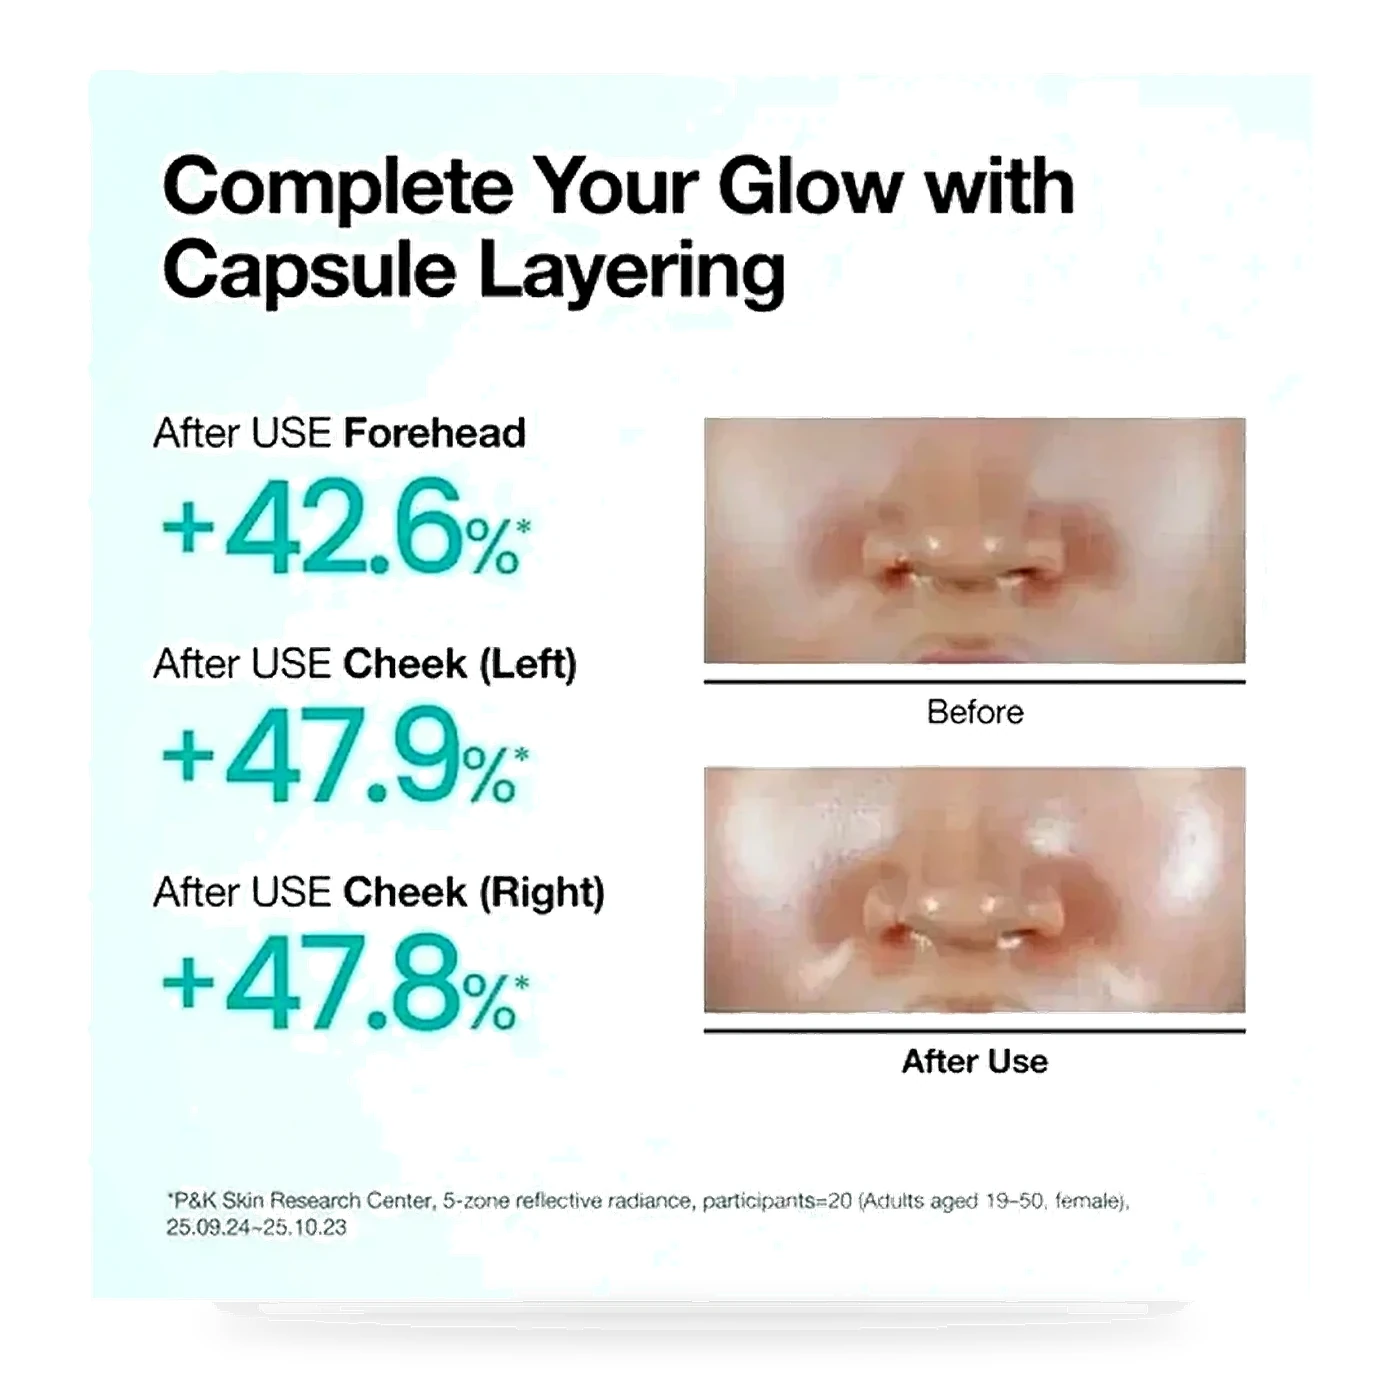 Complete Your Glow with
Capsule Layering
After USE Forehead
+42.6%*
After USE Cheek (Left)
+47.9%*
After USE Cheek (Right)
+47.8%*
Before
After Use
*P&K Skin Research Center, 5-zone reflective radiance, participants=20 (Adults aged 19–50, female),
25.09.24~25.10.23